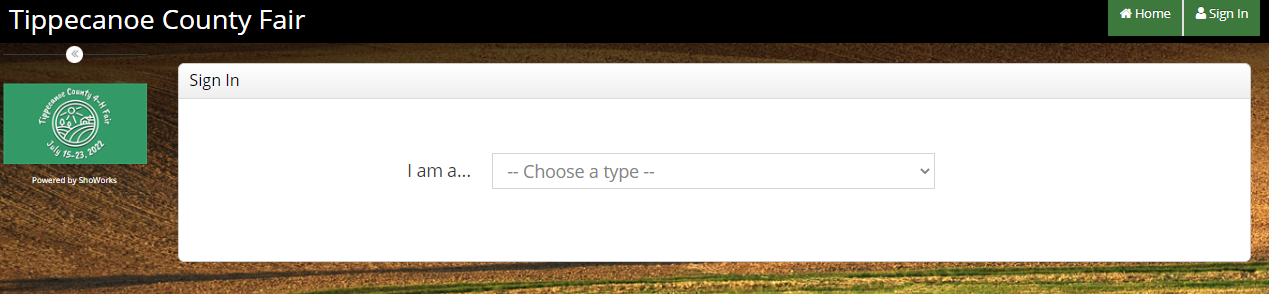 Tippecanoe County Fair
Home
Sign In
Sign In
Tippecanoe County 4-H Fair
July 15-23, 2022
I am a...
-- Choose a type --
Powered by ShoWorks